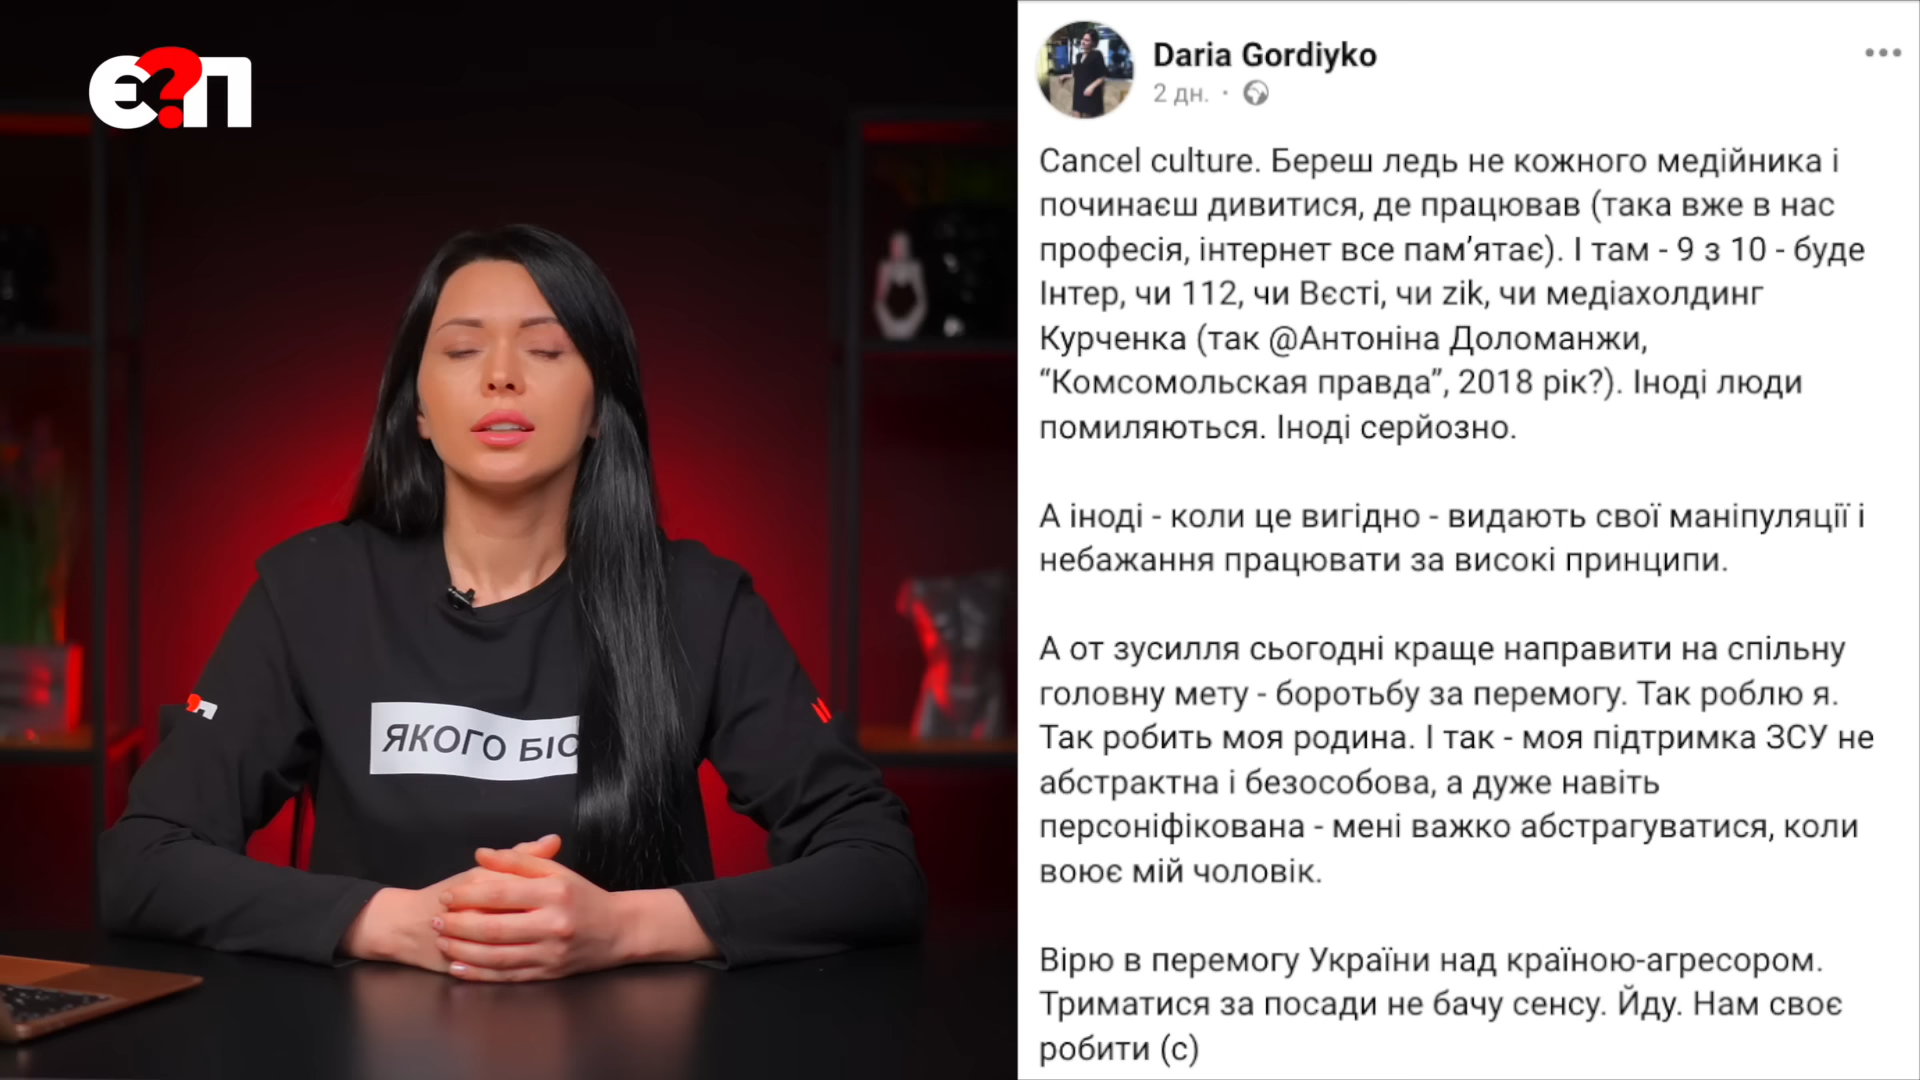 Є?П
ЯКОГО БІС
Daria Gordiyko
2 дн. ·
Cancel culture. Береш ледь не кожного медійника і
починаєш дивитися, де працював (така вже в нас
професія, інтернет все пам’ятає). І там - 9 з 10 - буде
Інтер, чи 112, чи Вєсті, чи zik, чи медіахолдинг
Курченка (так @Антоніна Доломанжи,
“Комсомольская правда”, 2018 рік?). Іноді люди
помиляються. Іноді серйозно.
А іноді - коли це вигідно - видають свої маніпуляції і
небажання працювати за високі принципи.
А от зусилля сьогодні краще направити на спільну
головну мету - боротьбу за перемогу. Так роблю я.
Так робить моя родина. І так - моя підтримка ЗСУ не
абстрактна і безособова, а дуже навіть
персоніфікована - мені важко абстрагуватися, коли
воює мій чоловік.
Вірю в перемогу України над країною-агресором.
Триматися за посади не бачу сенсу. Йду. Нам своє
робити (с)